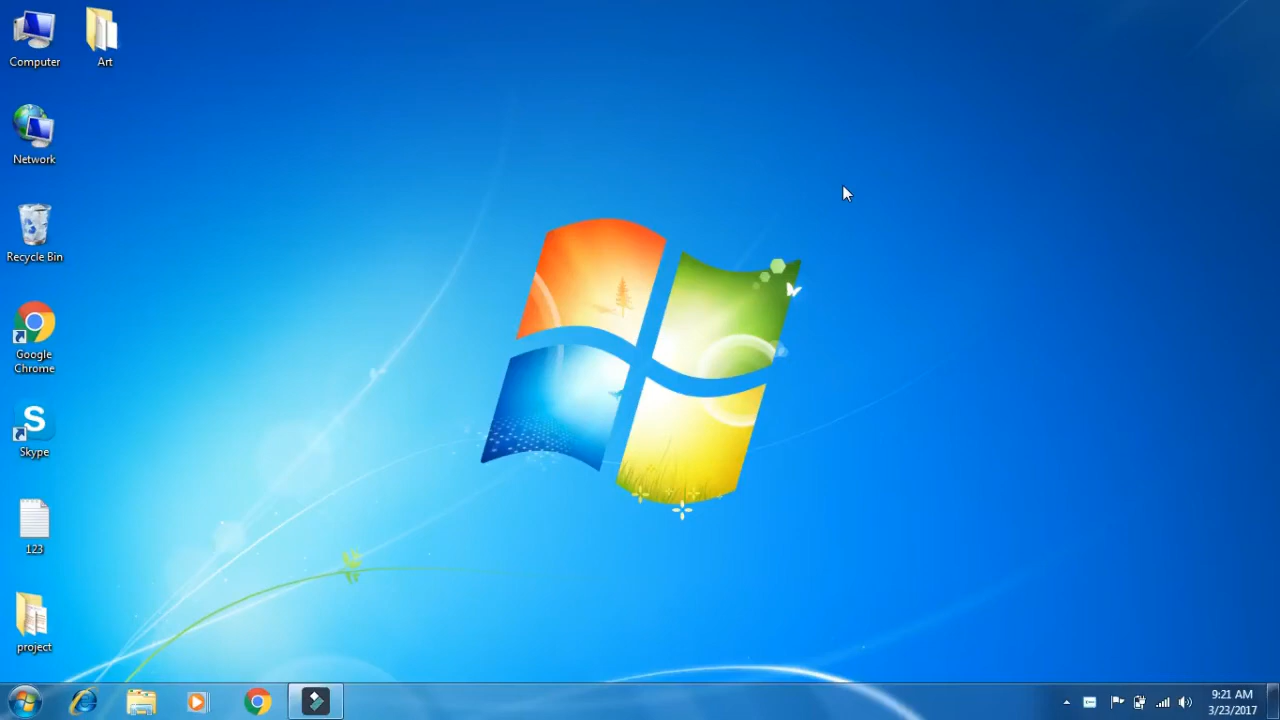 Computer
Art
Network
Recycle Bin
Google
Chrome
S
Skype
123
project
9:21 AM
3/23/2017